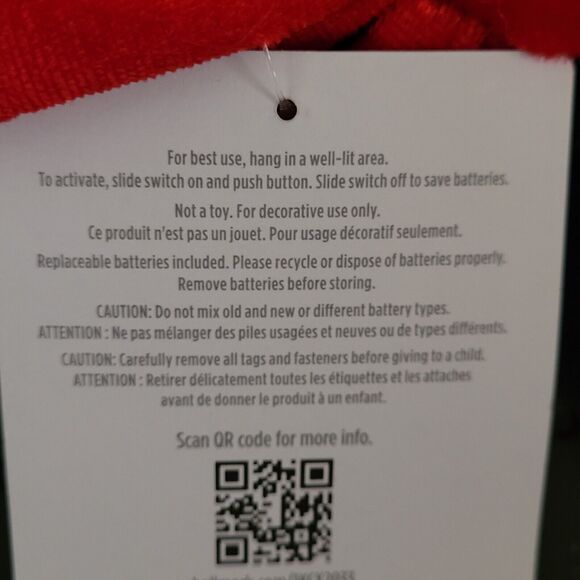 For best use, hang in a well-lit area.
To activate, slide switch on and push button. Slide switch off to save batteries.
Not a toy. For decorative use only.
Ce produit n'est pas un jouet. Pour usage décoratif seulement.
Replaceable batteries included. Please recycle or dispose of batteries properly.
Remove batteries before storing.
CAUTION: Do not mix old and new or different battery types.
ATTENTION : Ne pas mélanger des piles usagées et neuves ou de types différents.
CAUTION: Carefully remove all tags and fasteners before giving to a child.
ATTENTION : Retirer délicatement toutes les étiquettes et les attaches
avant de donner le produit à un enfant.
Scan QR code for more info.